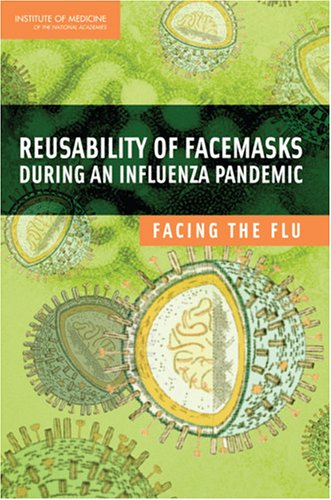 INSTITUTE OF MEDICINE
OF THE NATIONAL ACADEMIES
REUSABILITY OF FACEMASKS
DURING AN INFLUENZA PANDEMIC
FACING THE FLU